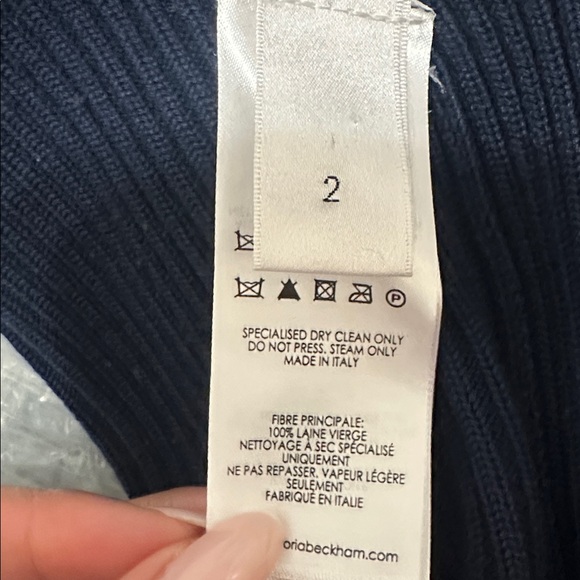 2
P
SPECIALISED DRY CLEAN ONLY
DO NOT PRESS. STEAM ONLY
MADE IN ITALY
FIBRE PRINCIPALE:
100% LAINE VIERGE
NETTOYAGE À SEC SPÉCIALISÉ
UNIQUEMENT
NE PAS REPASSER. VAPEUR LÉGÈRE
SEULEMENT
FABRIQUÉ EN ITALIE
oriabeckham.com